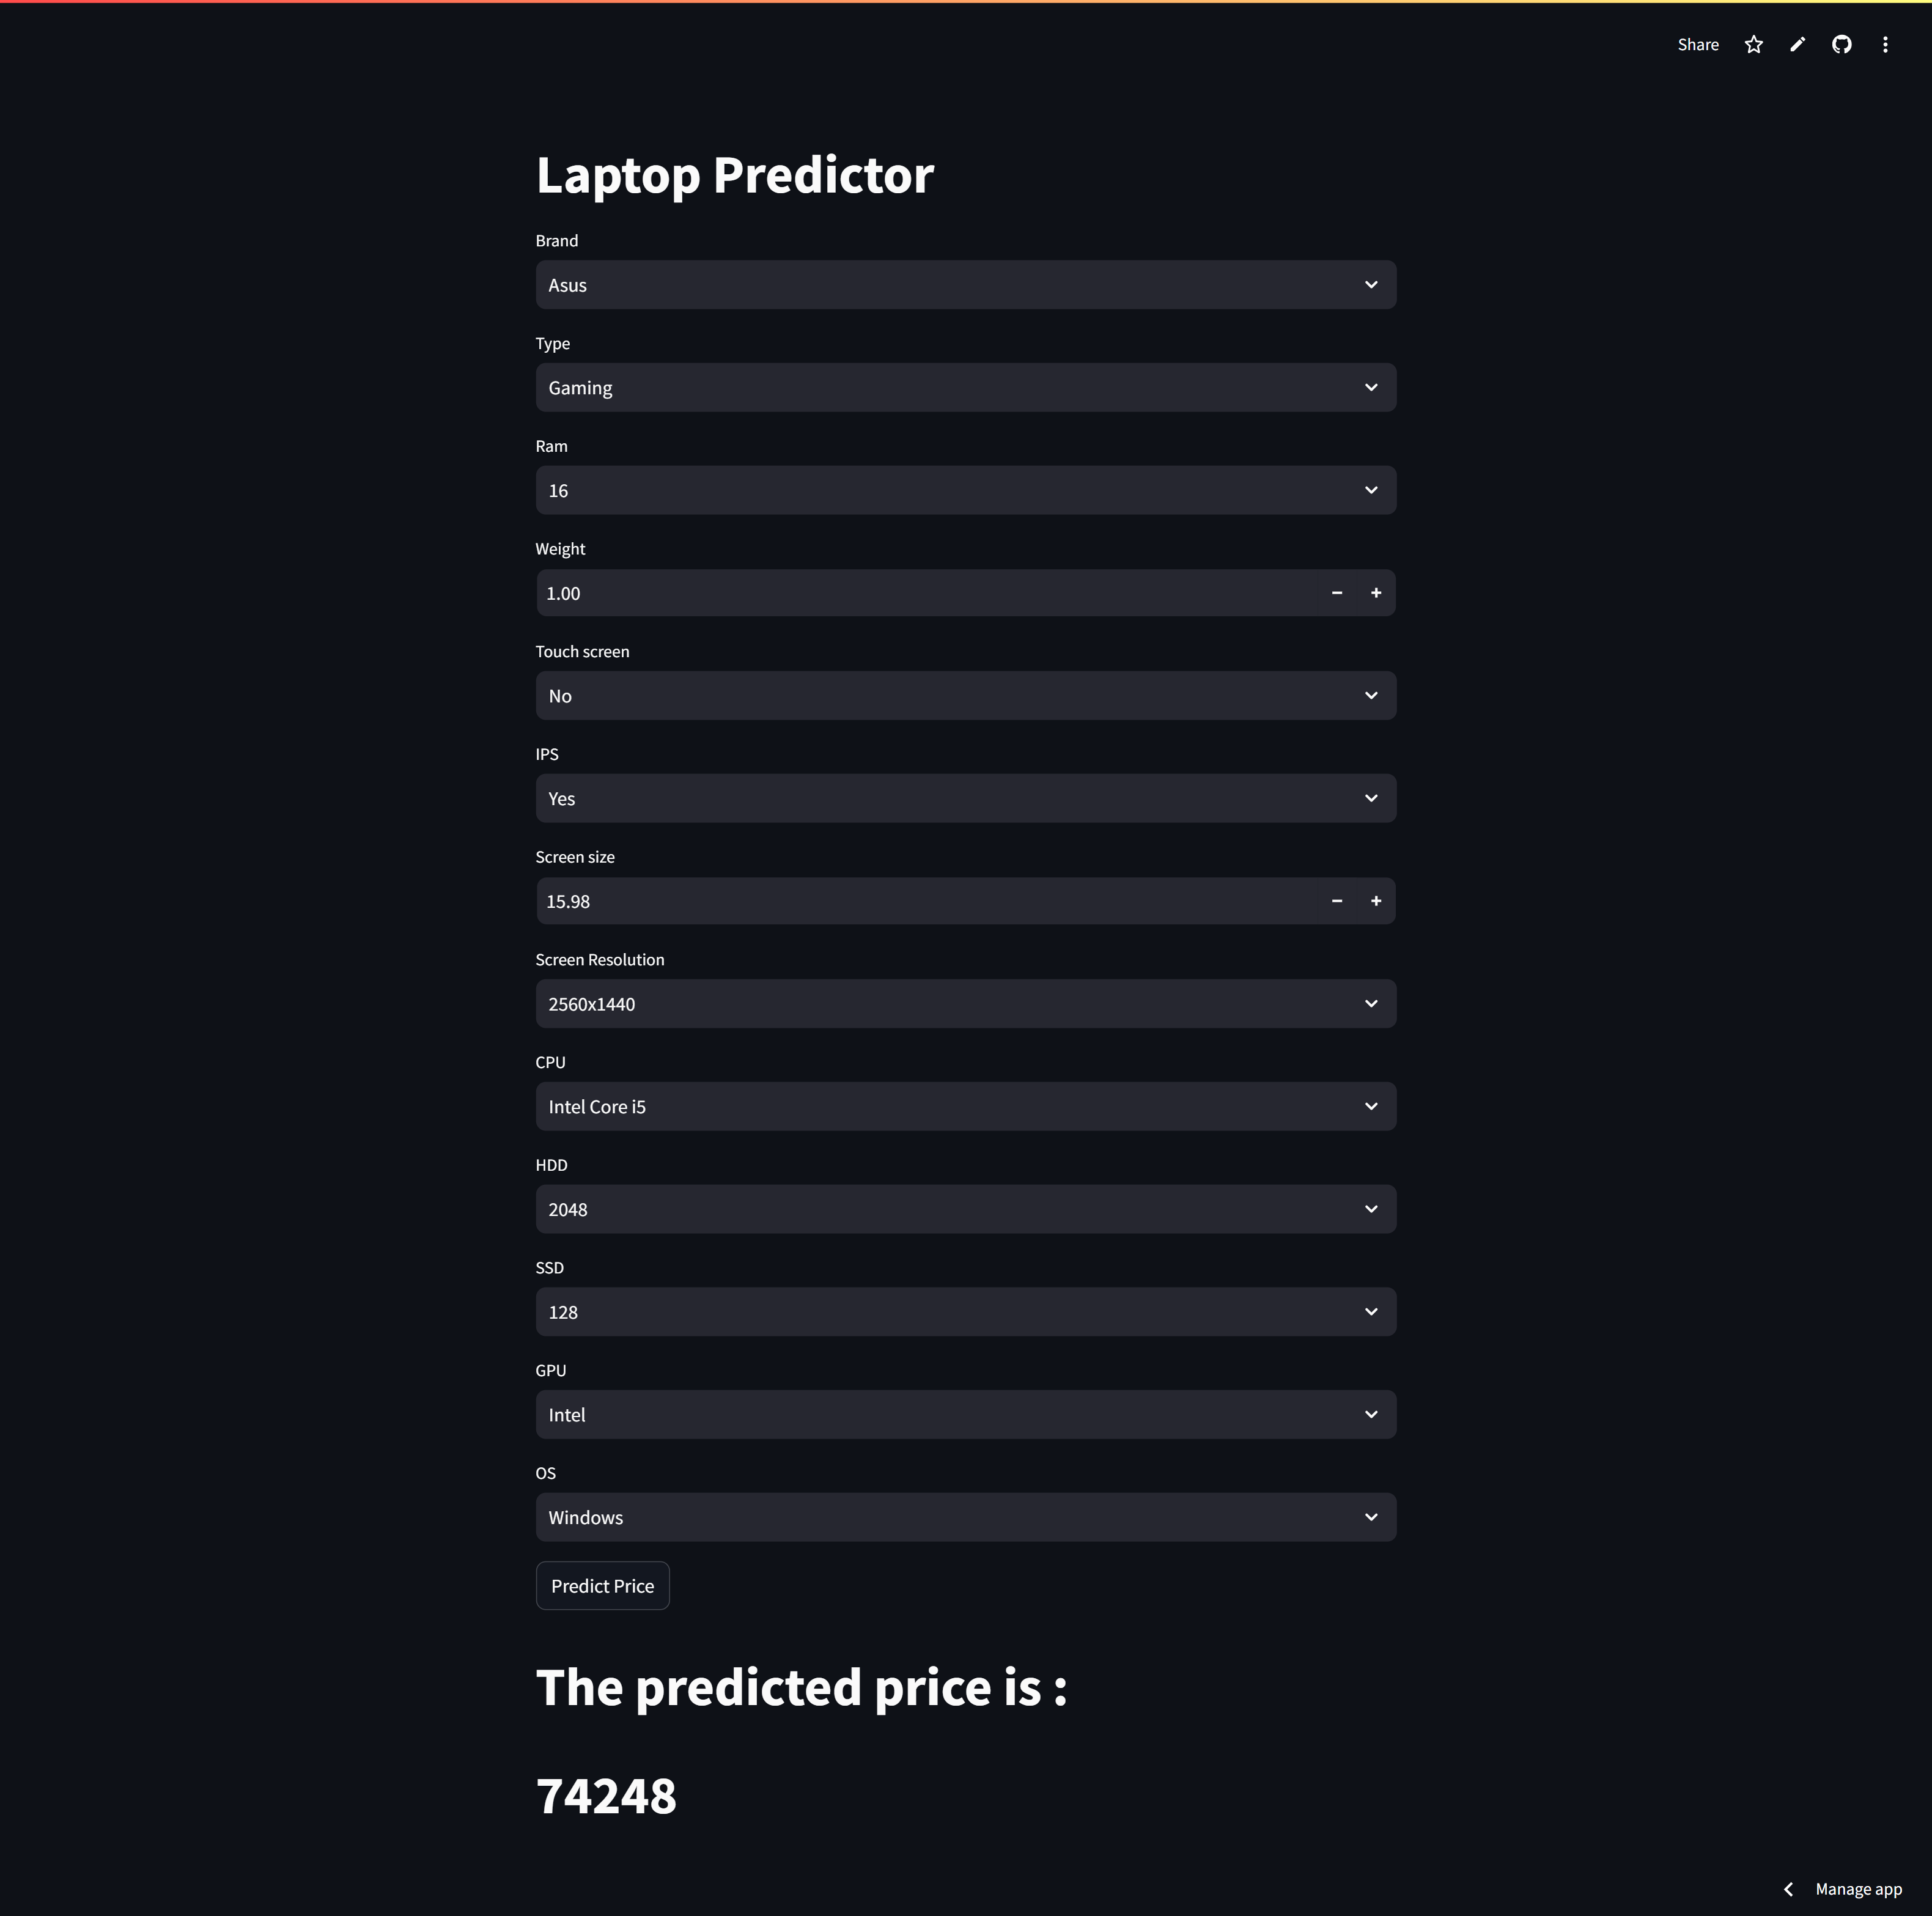 Share
Laptop Predictor
Brand
Asus
Type
Gaming
Ram
16
Weight
1.00
Touch screen
No
IPS
Yes
Screen size
15.98
Screen Resolution
2560x1440
CPU
Intel Core i5
HDD
2048
SSD
128
GPU
Intel
OS
Windows
Predict Price
The predicted price is :
74248
Manage app